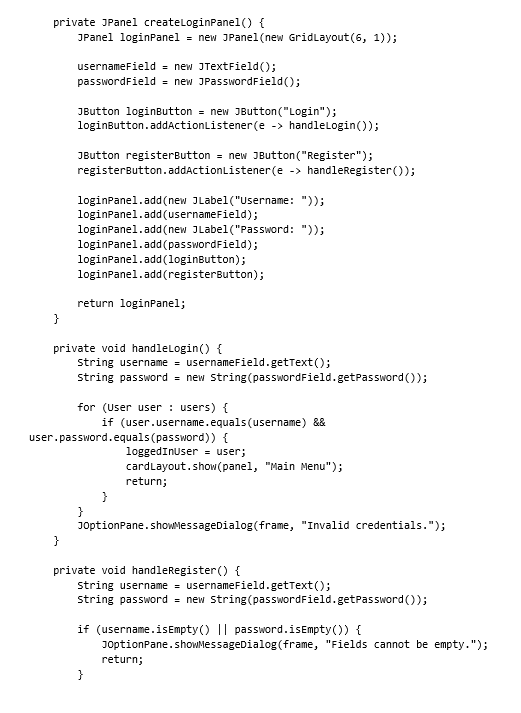 private JPanel createLoginPanel() {
        JPanel loginPanel = new JPanel(new GridLayout(6, 1));

        usernameField = new JTextField();
        passwordField = new JPasswordField();

        JButton loginButton = new JButton("Login");
        loginButton.addActionListener(e -> handleLogin());

        JButton registerButton = new JButton("Register");
        registerButton.addActionListener(e -> handleRegister());

        loginPanel.add(new JLabel("Username: "));
        loginPanel.add(usernameField);
        loginPanel.add(new JLabel("Password: "));
        loginPanel.add(passwordField);
        loginPanel.add(loginButton);
        loginPanel.add(registerButton);

        return loginPanel;
    }

    private void handleLogin() {
        String username = usernameField.getText();
        String password = new String(passwordField.getPassword());

        for (User user : users) {
            if (user.username.equals(username) &&
user.password.equals(password)) {
                loggedInUser = user;
                cardLayout.show(panel, "Main Menu");
                return;
            }
        }
        JOptionPane.showMessageDialog(frame, "Invalid credentials.");
    }

    private void handleRegister() {
        String username = usernameField.getText();
        String password = new String(passwordField.getPassword());

        if (username.isEmpty() || password.isEmpty()) {
            JOptionPane.showMessageDialog(frame, "Fields cannot be empty.");
            return;
        }